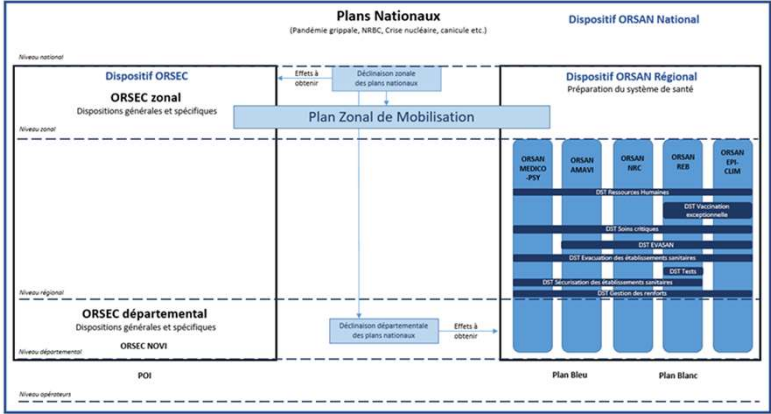 Plans Nationaux
(Pandémie grippale, NRBC, Crise nucléaire, canicule etc.)
Dispositif ORSAN National
Niveau national
Dispositif ORSEC
Effets à
obtenir
Déclinaison zonale
des plans nationaux
Dispositif ORSAN Régional
Préparation du système de santé
ORSEC zonal
Dispositions générales et spécifiques
Plan Zonal de Mobilisation
Niveau zonal
ORSAN
MEDICO
-PSY
ORSAN
AMAVI
ORSAN
NRC
ORSAN
REB
ORSAN
EPI-
CLIM
DST Ressources Humaines
DST Vaccination
exceptionnelle
DST Soins critiques
DST EVASAN
DST Evacuation des établissements sanitaires
DST Tests
DST Sécurisation des établissements sanitaires
DST Gestion des renforts
Niveau régional
ORSEC départemental
Dispositions générales et spécifiques
ORSEC NOVI
Déclinaison départementale
des plans nationaux
Effets à
obtenir
Niveau départemental
POI
Plan Bleu
Plan Blanc
Niveau opérateurs